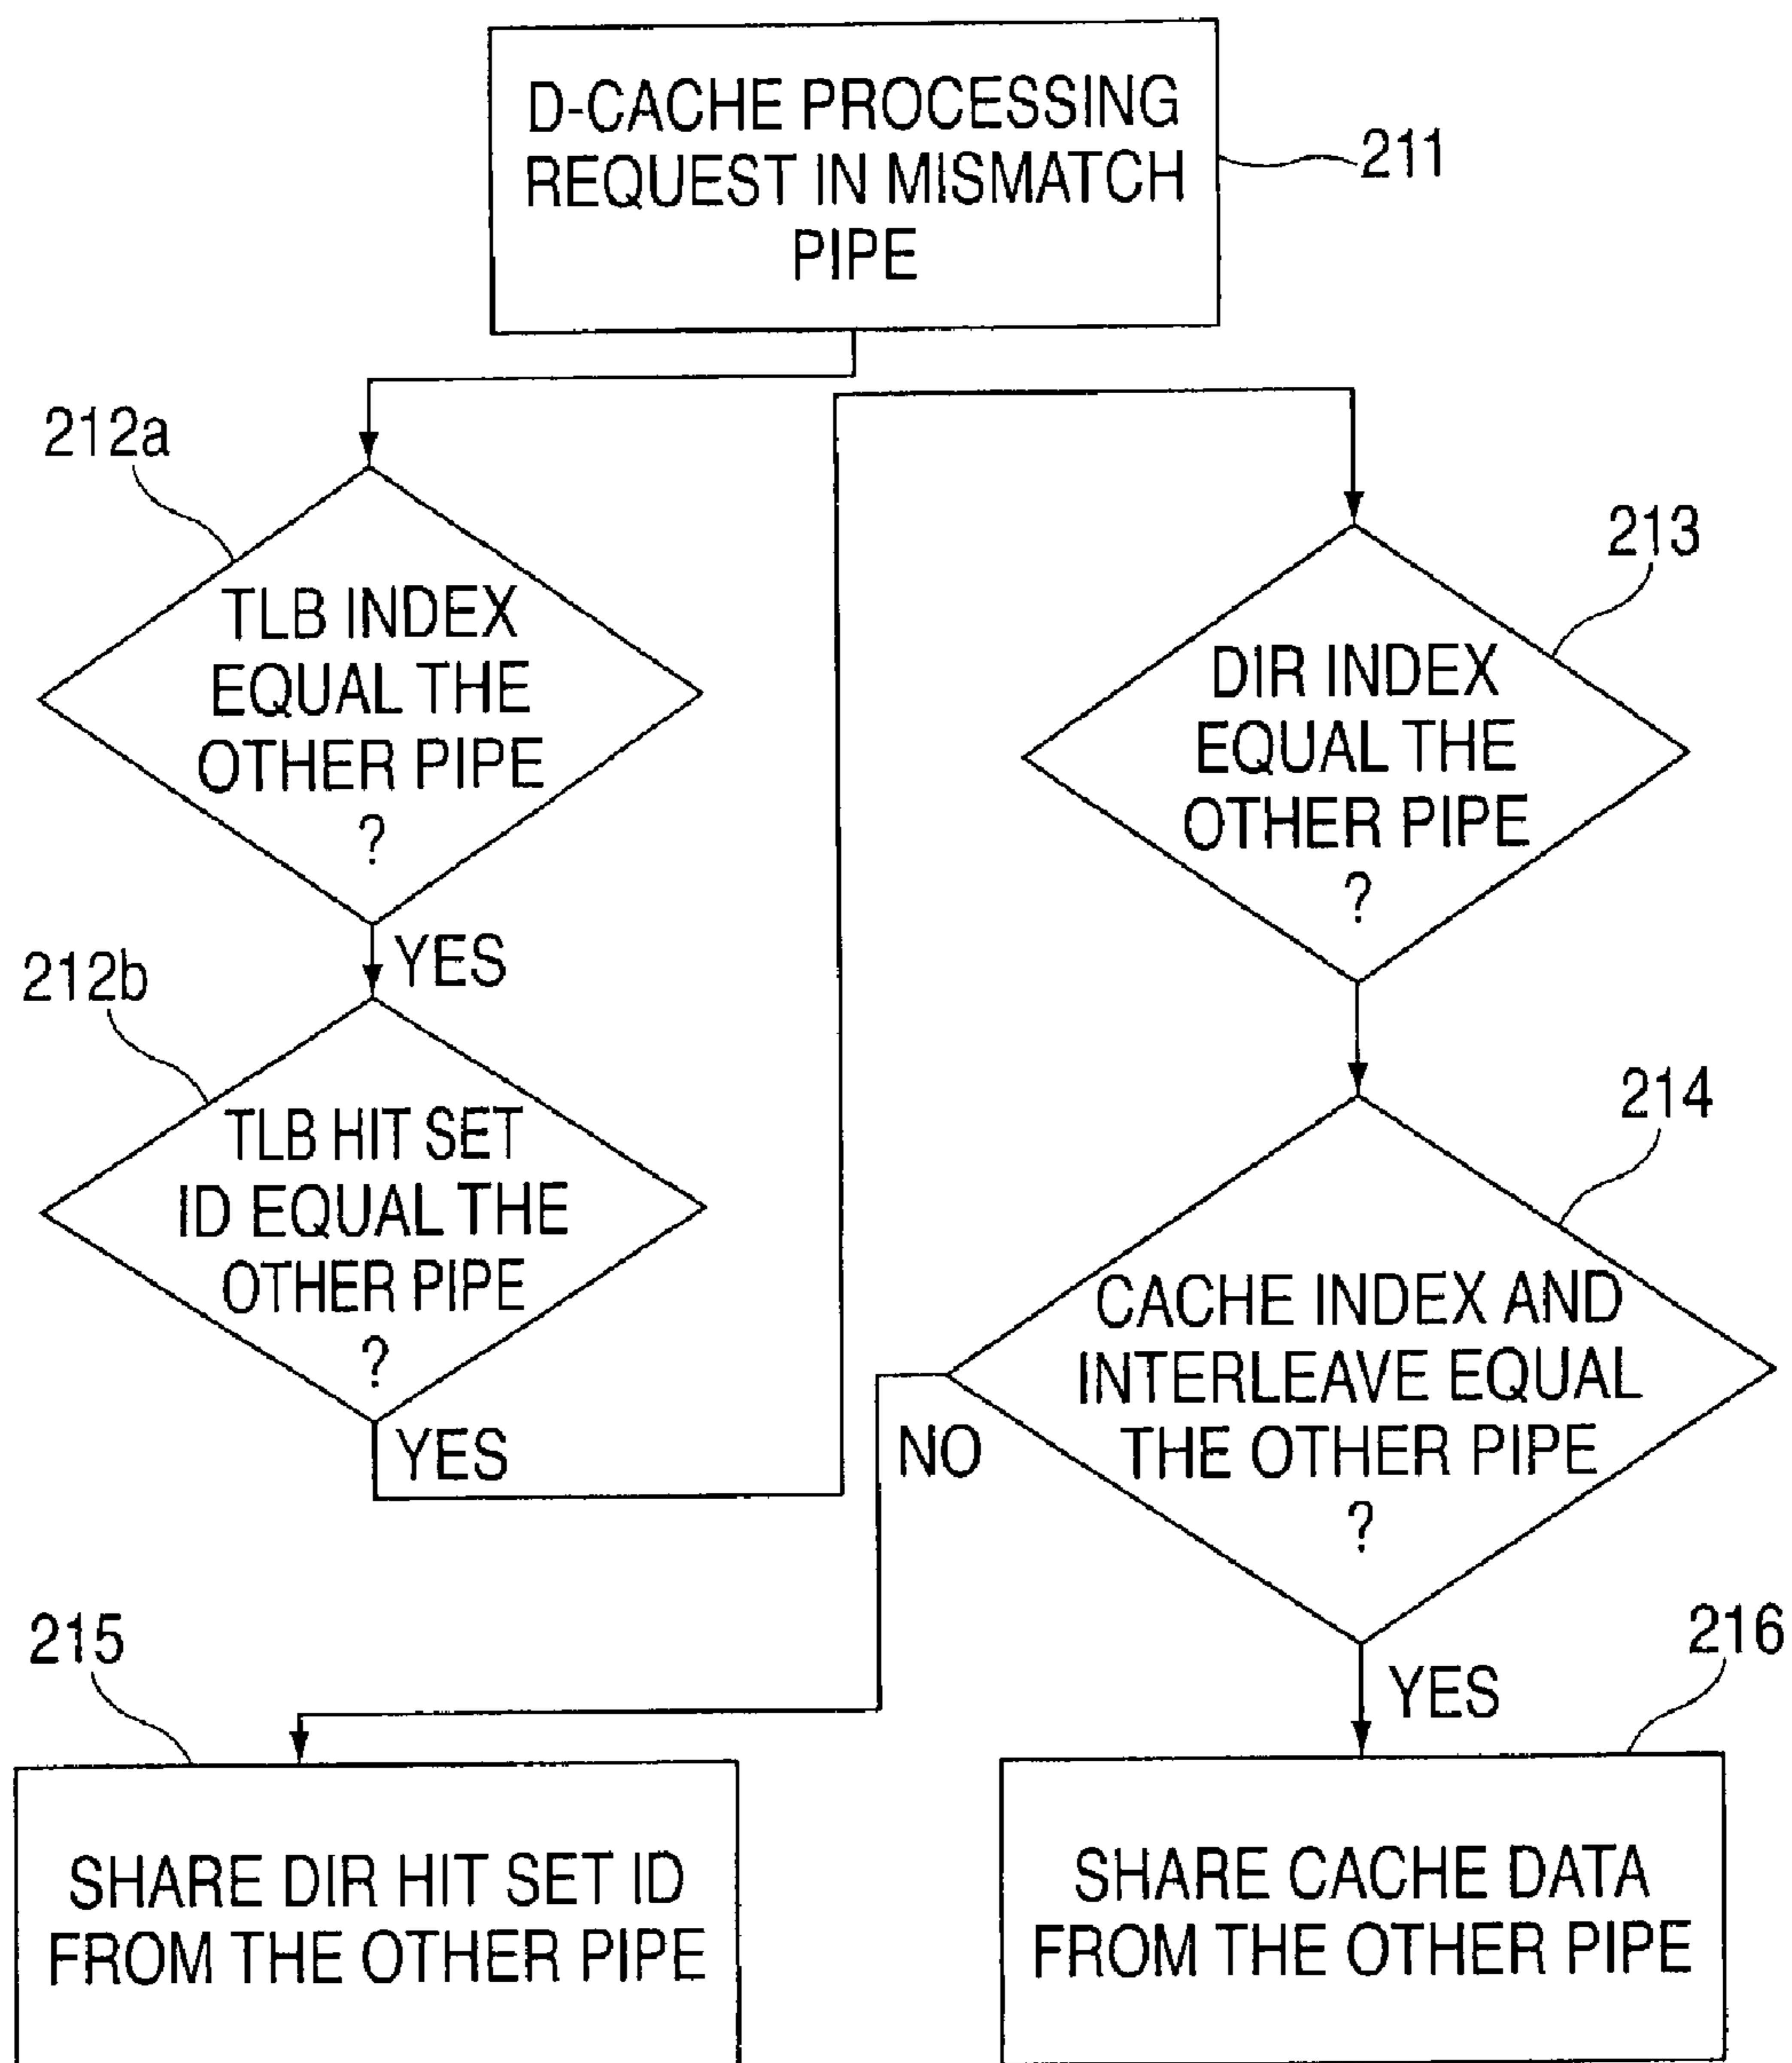 D-CACHE PROCESSING
REQUEST IN MISMATCH
PIPE
211
212a
TLB INDEX
EQUAL THE
OTHER PIPE
?
YES
212b
TLB HIT SET
ID EQUAL THE
OTHER PIPE
?
YES
213
DIR INDEX
EQUAL THE
OTHER PIPE
?
214
CACHE INDEX AND
INTERLEAVE EQUAL
THE OTHER PIPE
?
NO
YES
215
SHARE DIR HIT SET ID
FROM THE OTHER PIPE
216
SHARE CACHE DATA
FROM THE OTHER PIPE